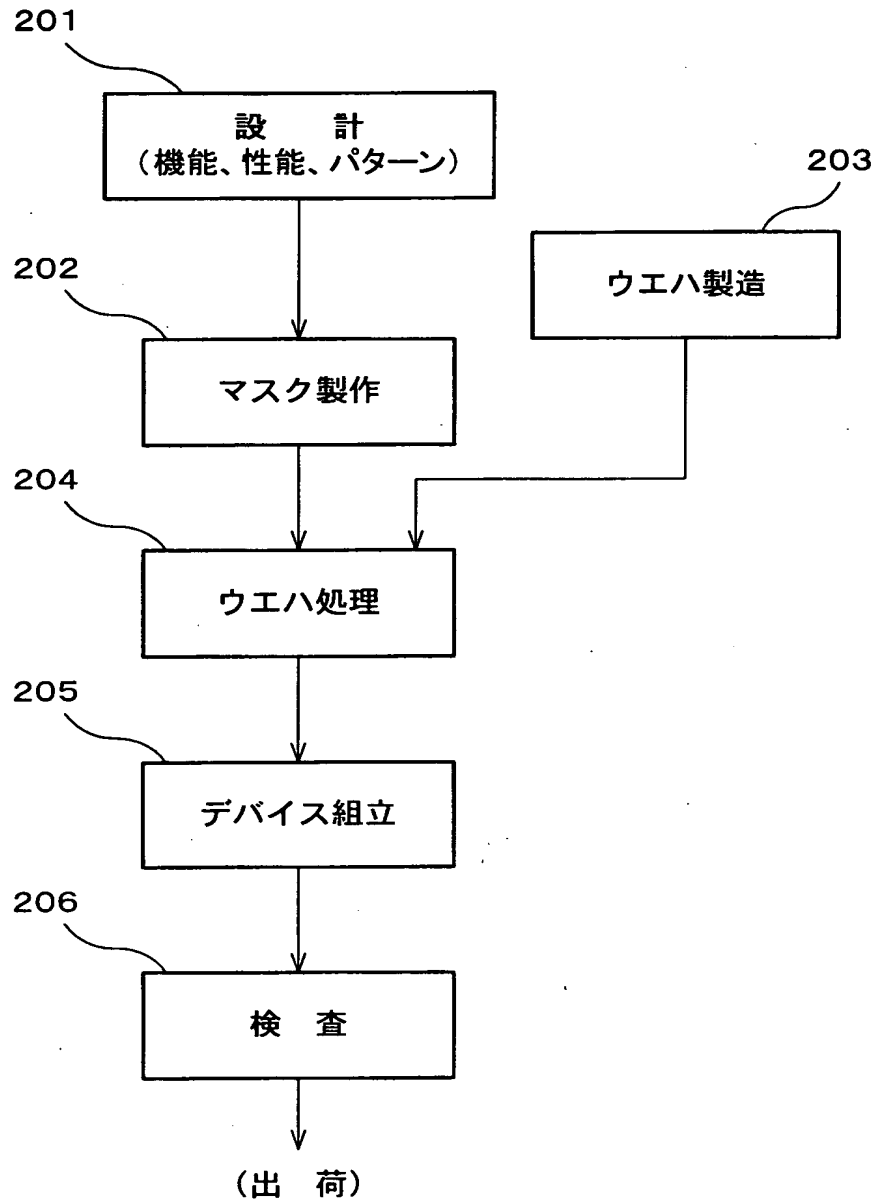 201
設 計
(機能、性能、パターン)
203
ウエハ製造
202
マスク製作
204
ウエハ処理
205
デバイス組立
206
検 査
(出 荷)